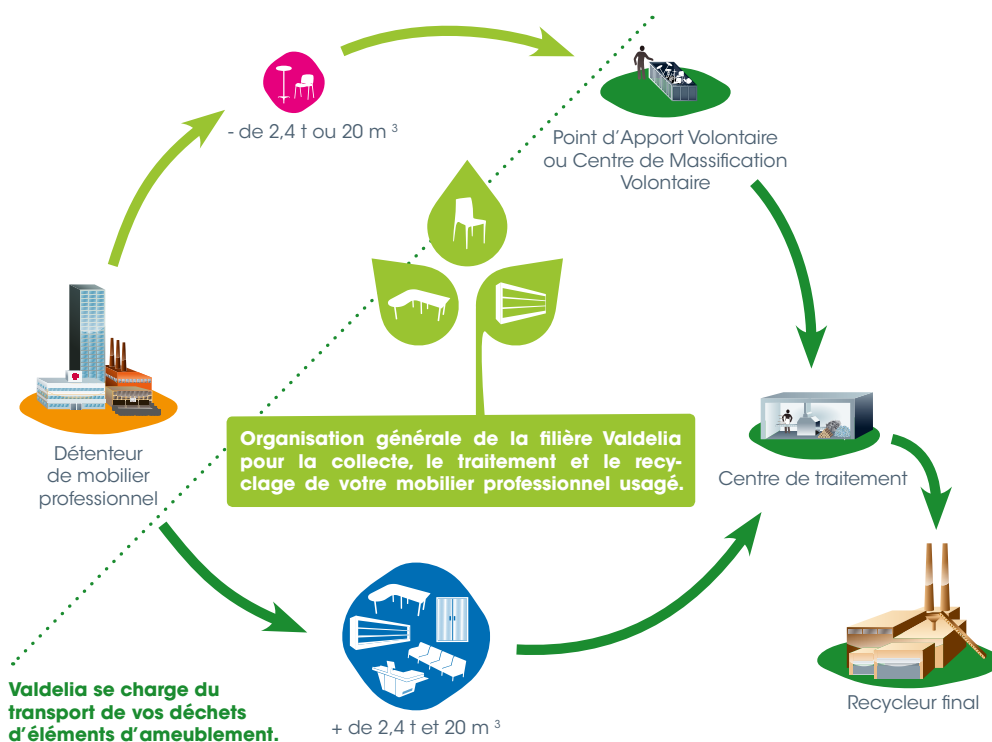 - de 2,4 t ou 20 m ³
Point d'Apport Volontaire
ou Centre de Massification
Volontaire
Détenteur
de mobilier
professionnel
Organisation générale de la filière Valdelia
pour la collecte, le traitement et le recy-
clage de votre mobilier professionnel usagé.
Centre de traitement
Valdelia se charge du
transport de vos déchets
d'éléments d'ameublement.
+ de 2,4 t et 20 m ³
Recycleur final